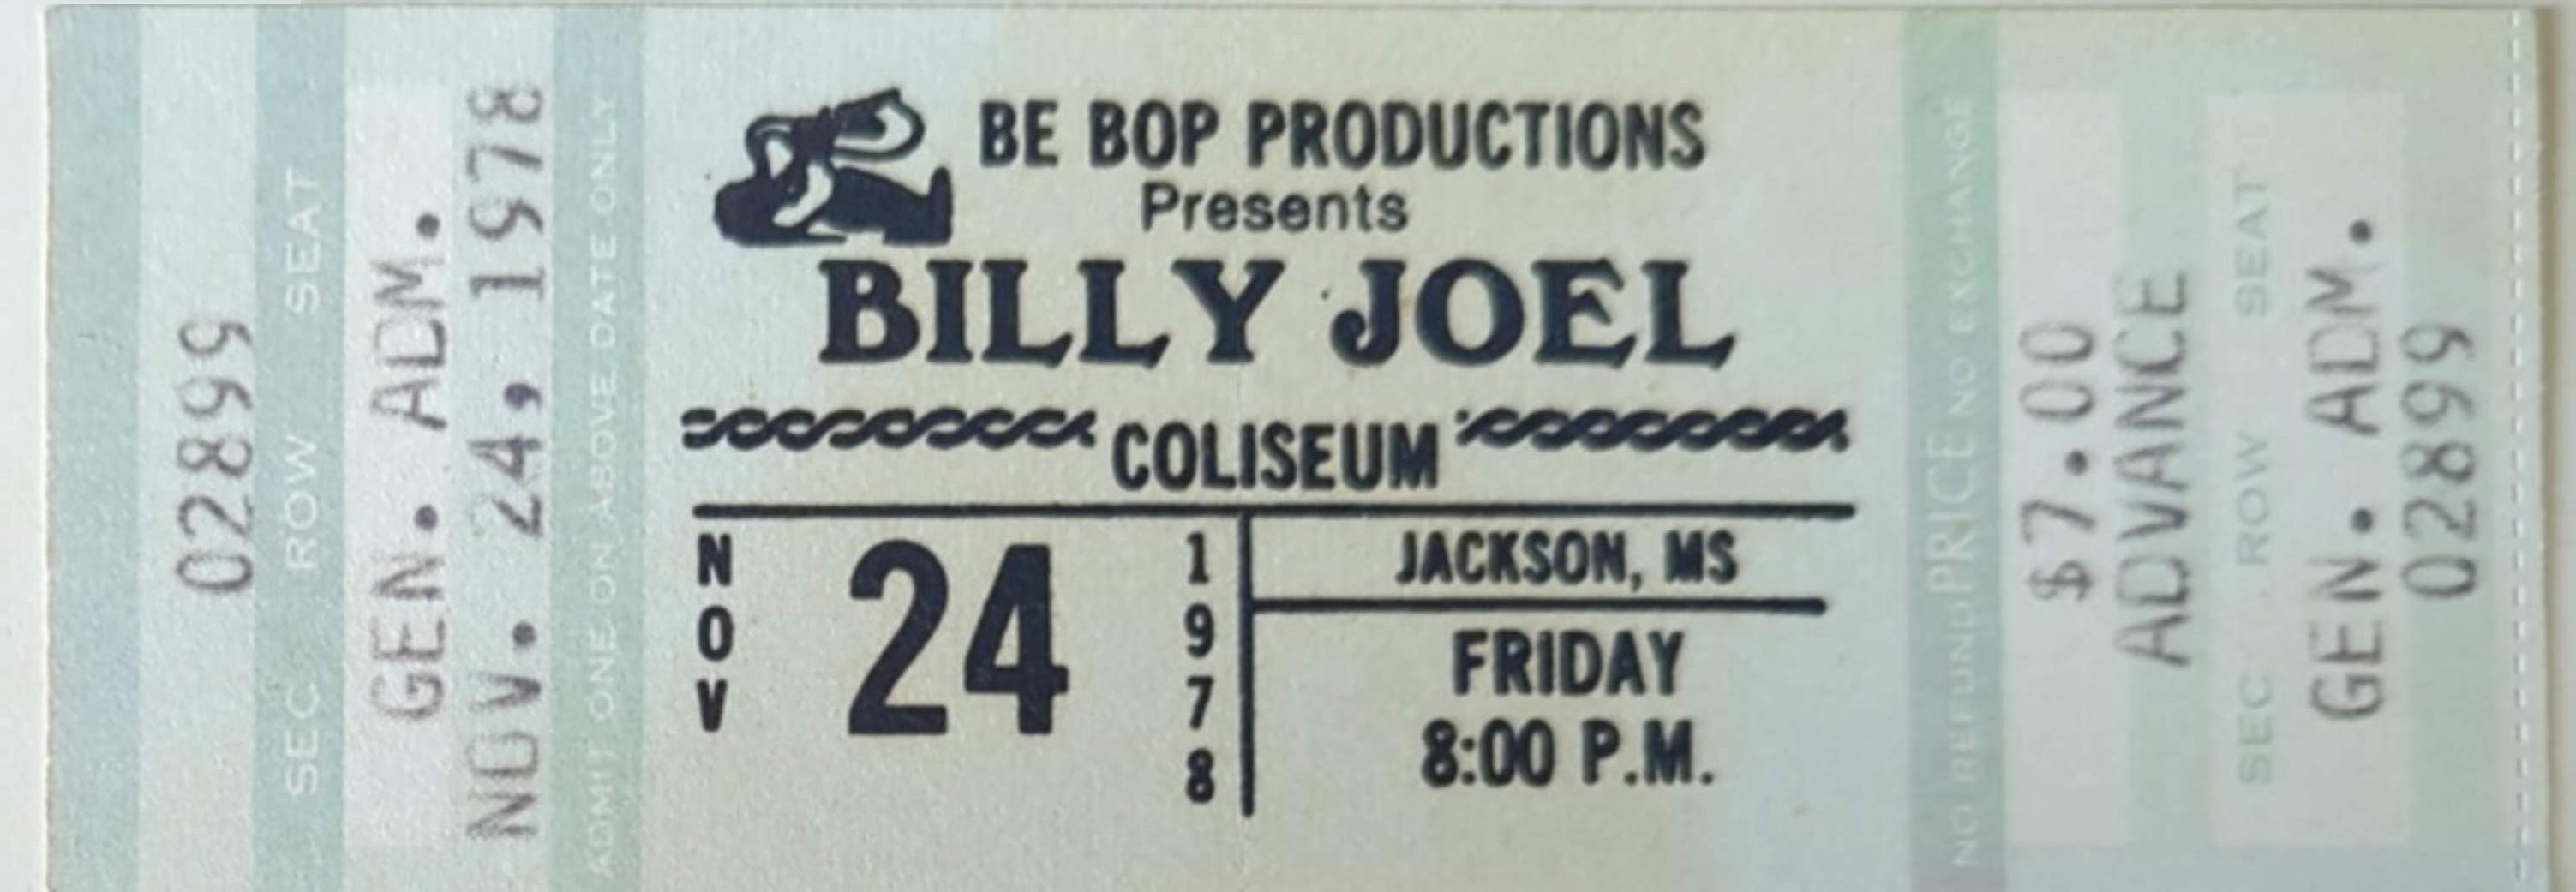 02899
SEC ROW SEAT
GEN. ADM.
NOV. 24, 1978
ADMIT ONE ON ABOVE DATE ONLY
BE BOP PRODUCTIONS
Presents
BILLY JOEL
COLISEUM
NOV
24
1978
JACKSON, MS
FRIDAY
8:00 P.M.
NO REFUND PRICE NO EXCHANGE
$7.00
ADVANCE
SEC ROW SEAT
GEN. ADM.
02899